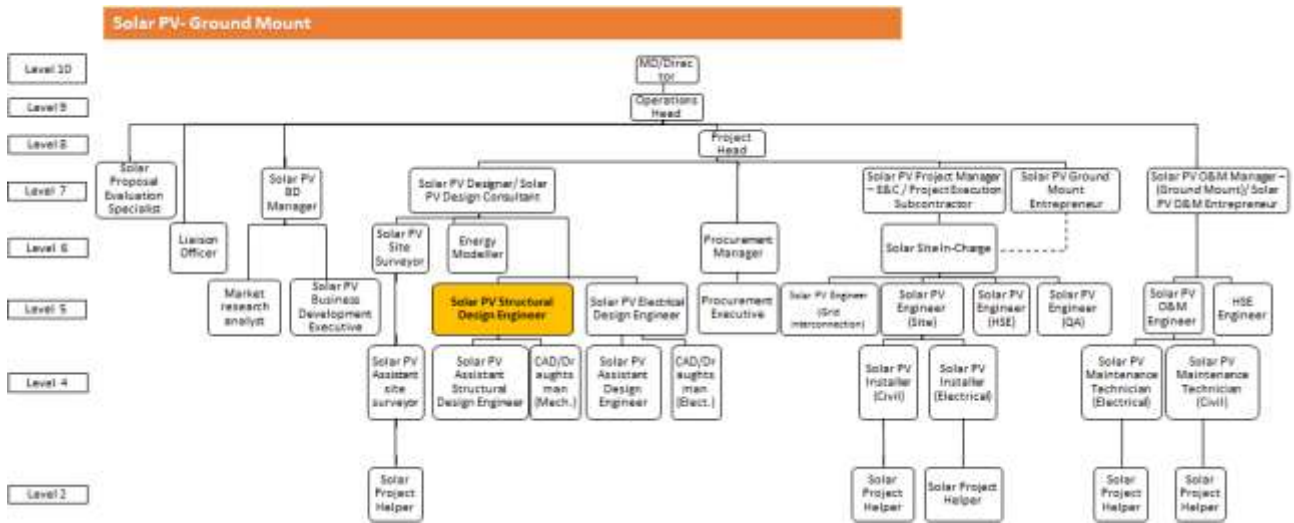 Solar PV- Ground Mount
Level 10
MD/Direc
tor
Level 9
Operations
Head
Level 8
Project
Head
Level 7
Solar
Proposal
Evaluation
Specialist
Solar PV
BD
Manager
Solar PV Designer/ Solar
PV Design Consultant
Solar PV Project Manager
– E&C / Project Execution
Subcontractor
Solar PV Ground
Mount
Entrepreneur
Solar PV O&M Manager –
(Ground Mount)/ Solar
PV O&M Entrepreneur
Level 6
Liaison
Officer
Solar PV
Site
Surveyor
Energy
Modeller
Procurement
Manager
Solar Site In-Charge
Level 5
Market
research
analyst
Solar PV
Business
Development
Executive
Solar PV Structural
Design Engineer
Solar PV Electrical
Design Engineer
Procurement
Executive
Solar PV Engineer
(Grid
Interconnection)
Solar PV
Engineer
(Site)
Solar PV
Engineer
(HSE)
Solar PV
Engineer
(QA)
Solar PV
O&M
Engineer
HSE
Engineer
Level 4
Solar PV
Assistant
site
surveyor
Solar PV
Assistant
Structural
Design Engineer
CAD/Dr
aughts
man
(Mech.)
Solar PV
Assistant
Design
Engineer
CAD/Dr
aughts
man
(Elect.)
Solar PV
Installer
(Civil)
Solar PV
Installer
(Electrical)
Solar PV
Maintenance
Technician
(Electrical)
Solar PV
Maintenance
Technician
(Civil)
Level 2
Solar
Project
Helper
Solar
Project
Helper
Solar Project
Helper
Solar
Project
Helper
Solar
Project
Helper